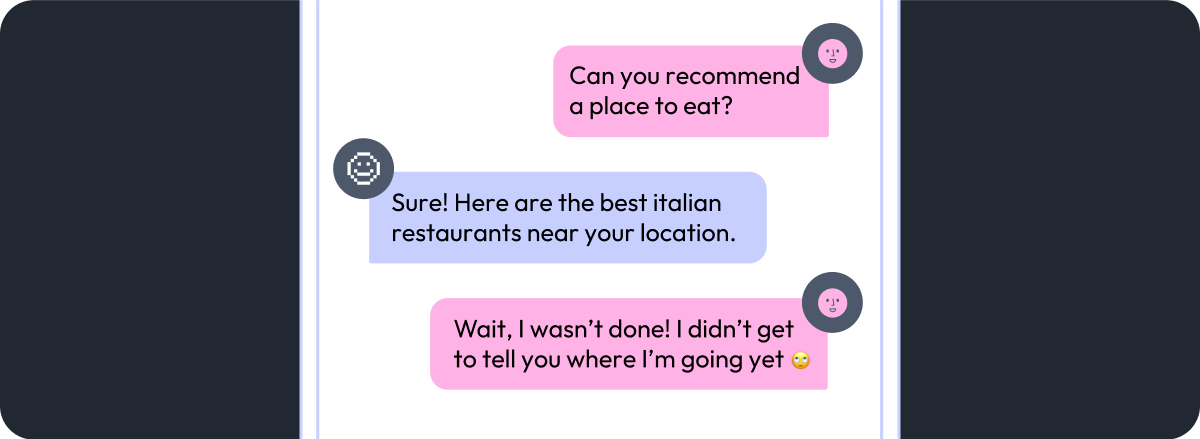 Can you recommend
a place to eat?
Sure! Here are the best italian
restaurants near your location.
Wait, I wasn’t done! I didn’t get
to tell you where I’m going yet 🙄